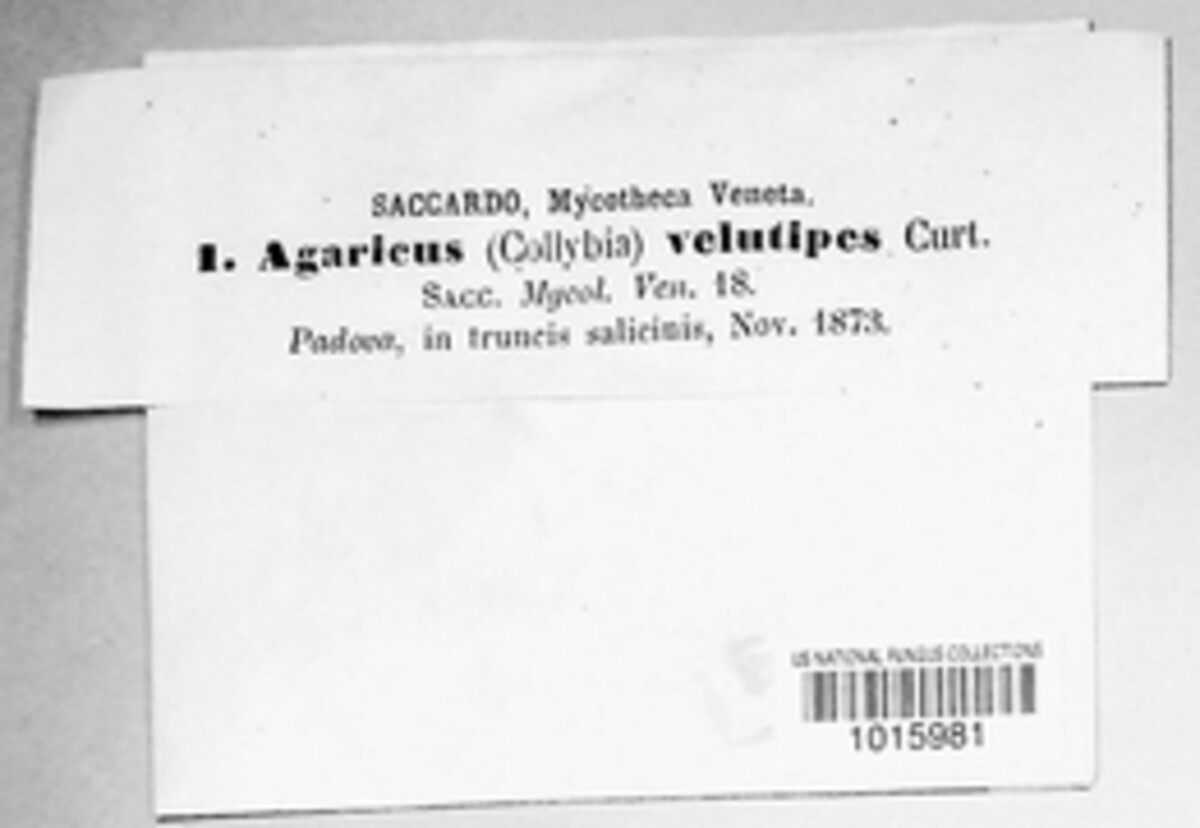 SACCARDO, Mycotheca Veneta.
1. Agaricus (Collybia) velutipes Curt.
SACC. Mycol. Ven. 18.
Padova, in truncis salicinis, Nov. 1873.
US NATIONAL FUNGUS COLLECTIONS
1015981